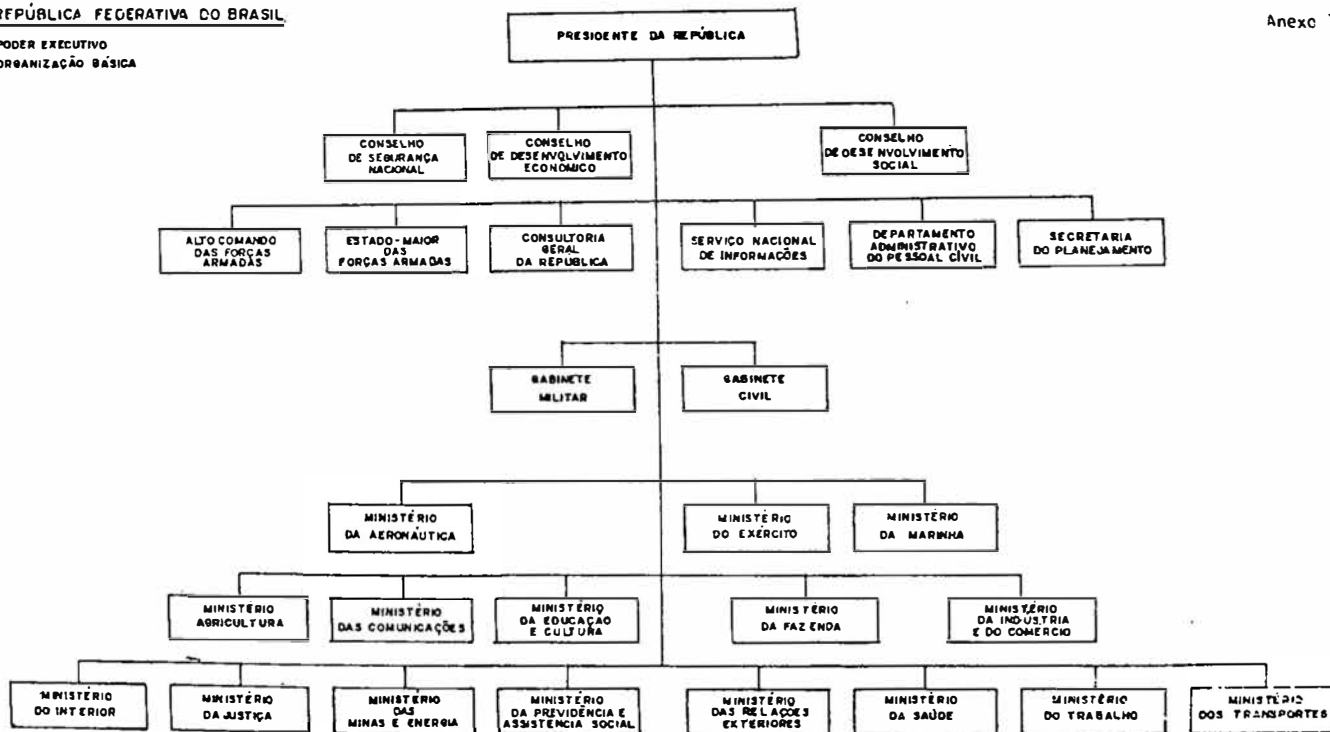 REPÚBLICA FEDERATIVA DO BRASIL
PODER EXECUTIVO
ORGANIZAÇÃO BÁSICA
Anexo
PRESIDENTE DA REPÚBLICA
CONSELHO
DE SEGURANÇA
NACIONAL
CONSELHO
DE DESENVOLVIMENTO
ECONÔMICO
CONSELHO
DE DESENVOLVIMENTO
SOCIAL
ALTO COMANDO
DAS FORÇAS
ARMADAS
ESTADO-MAIOR
DAS
FORÇAS ARMADAS
CONSULTORIA
GERAL
DA REPÚBLICA
SERVIÇO NACIONAL
DE INFORMAÇÕES
DEPARTAMENTO
ADMINISTRATIVO
DO PESSOAL CIVIL
SECRETARIA
DO PLANEJAMENTO
GABINETE
MILITAR
GABINETE
CIVIL
MINISTÉRIO
DA AERONÁUTICA
MINISTÉRIO
DO EXÉRCITO
MINISTÉRIO
DA MARINHA
MINISTÉRIO
AGRICULTURA
MINISTÉRIO
DAS COMUNICAÇÕES
MINISTÉRIO
DA EDUCAÇÃO
E CULTURA
MINISTÉRIO
DA FAZENDA
MINISTÉRIO
DA INDÚSTRIA
E DO COMERCIO
MINISTÉRIO
DO INTERIOR
MINISTÉRIO
DA JUSTIÇA
MINISTÉRIO
DAS
MINAS E ENERGIA
MINISTÉRIO
DA PREVIDÊNCIA E
ASSISTÊNCIA SOCIAL
MINISTÉRIO
DAS RELAÇÕES
EXTERIORES
MINISTÉRIO
DA SAÚDE
MINISTÉRIO
DO TRABALHO
MINISTÉRIO
DOS TRANSPORTES